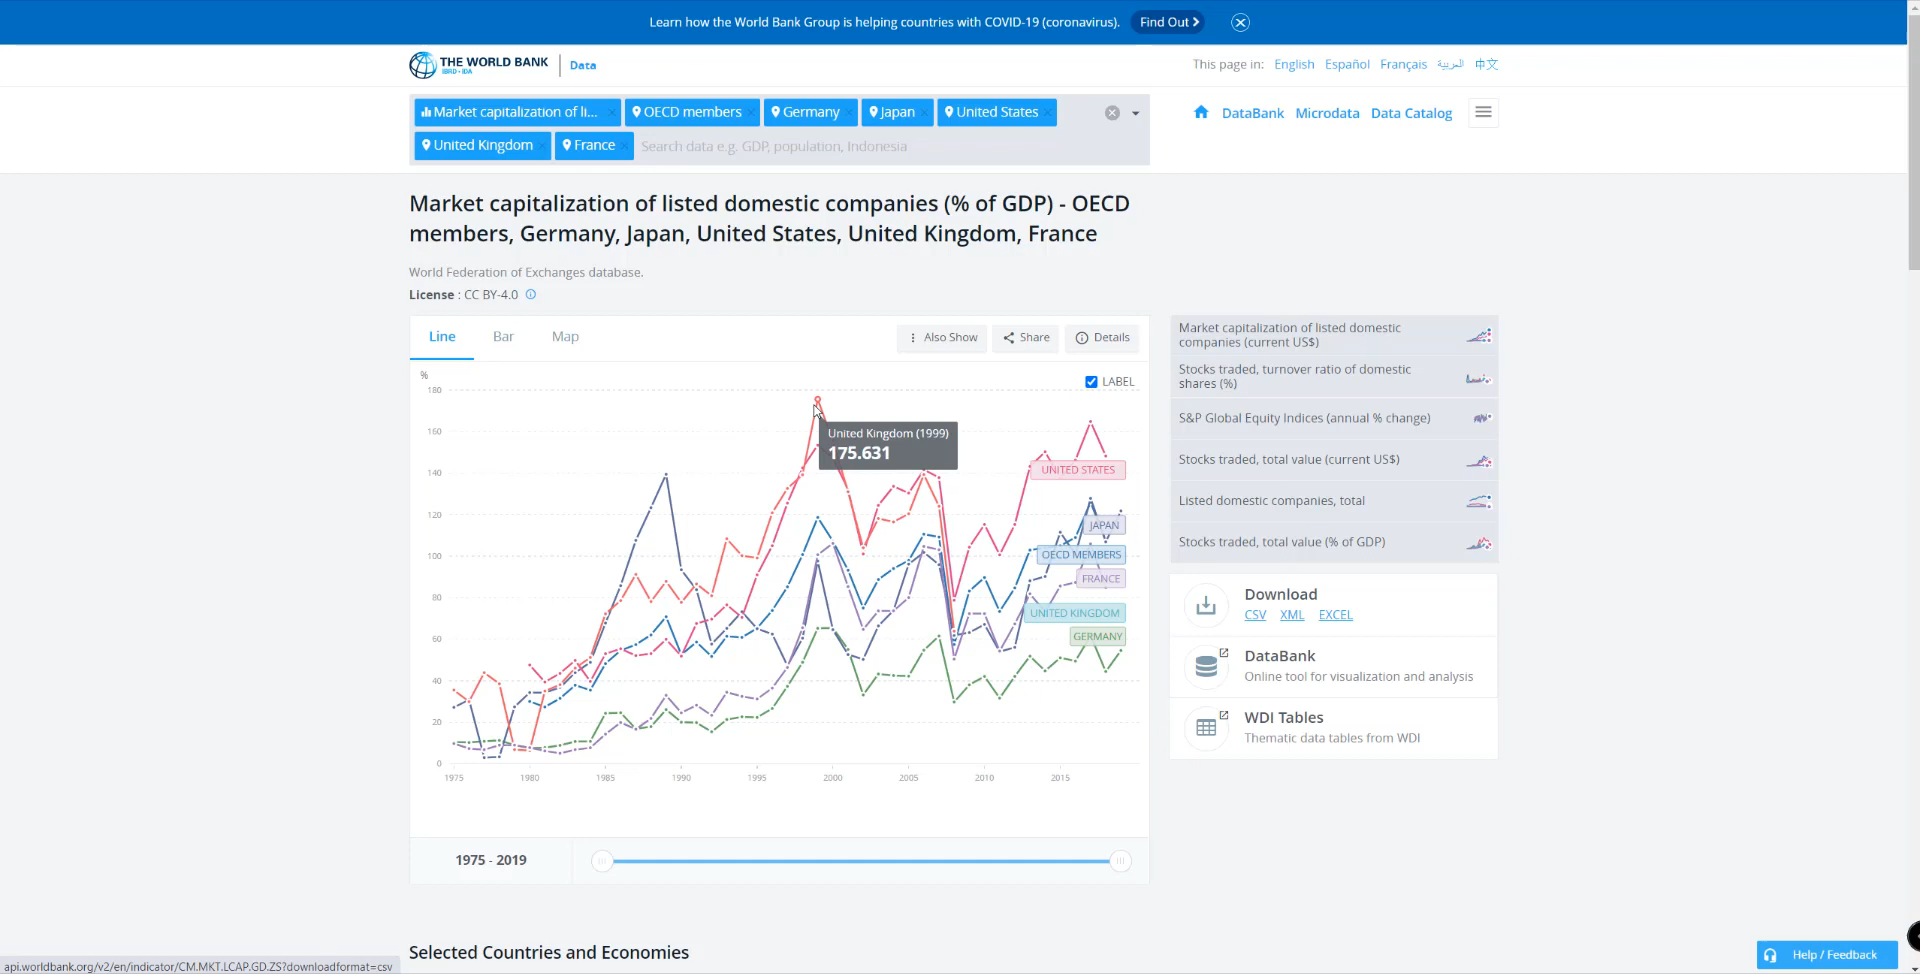 Learn how the World Bank Group is helping countries with COVID-19 (coronavirus).
Find Out
THE WORLD BANK
IBRD • IDA
Data
This page in: English Español Français العربية 中文
Market capitalization of li...
OECD members
Germany
Japan
United States
United Kingdom
France
Search data e.g. GDP, population, Indonesia
DataBank Microdata Data Catalog
Market capitalization of listed domestic companies (% of GDP) - OECD
members, Germany, Japan, United States, United Kingdom, France
World Federation of Exchanges database.
License : CC BY-4.0
Line Bar Map
Also Show
Share
Details
%
LABEL
180
160
140
120
100
80
60
40
20
0
United Kingdom (1999)
175.631
UNITED STATES
JAPAN
OECD MEMBERS
FRANCE
UNITED KINGDOM
GERMANY
1975 1980 1985 1990 1995 2000 2005 2010 2015
1975 - 2019
Market capitalization of listed domestic
companies (current US$)
Stocks traded, turnover ratio of domestic
shares (%)
S&P Global Equity Indices (annual % change)
Stocks traded, total value (current US$)
Listed domestic companies, total
Stocks traded, total value (% of GDP)
Download
CSV XML EXCEL
DataBank
Online tool for visualization and analysis
WDI Tables
Thematic data tables from WDI
Selected Countries and Economies
Help / Feedback
api.worldbank.org/v2/en/indicator/CM.MKT.LCAP.GD.ZS?downloadformat=csv